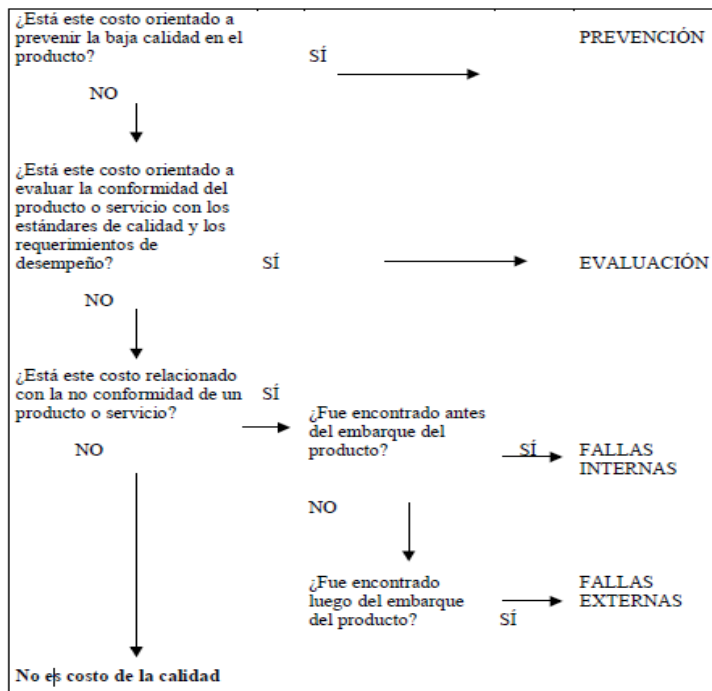 ¿Está este costo orientado a
prevenir la baja calidad en el
producto?
SÍ
PREVENCIÓN
NO
¿Está este costo orientado a
evaluar la conformidad del
producto o servicio con los
estándares de calidad y los
requerimientos de
desempeño?
SÍ
EVALUACIÓN
NO
¿Está este costo relacionado
con la no conformidad de un
producto o servicio?
SÍ
¿Fue encontrado antes
del embarque del
producto?
SÍ
FALLAS
INTERNAS
NO
NO
¿Fue encontrado
luego del embarque
del producto?
SÍ
FALLAS
EXTERNAS
No es costo de la calidad